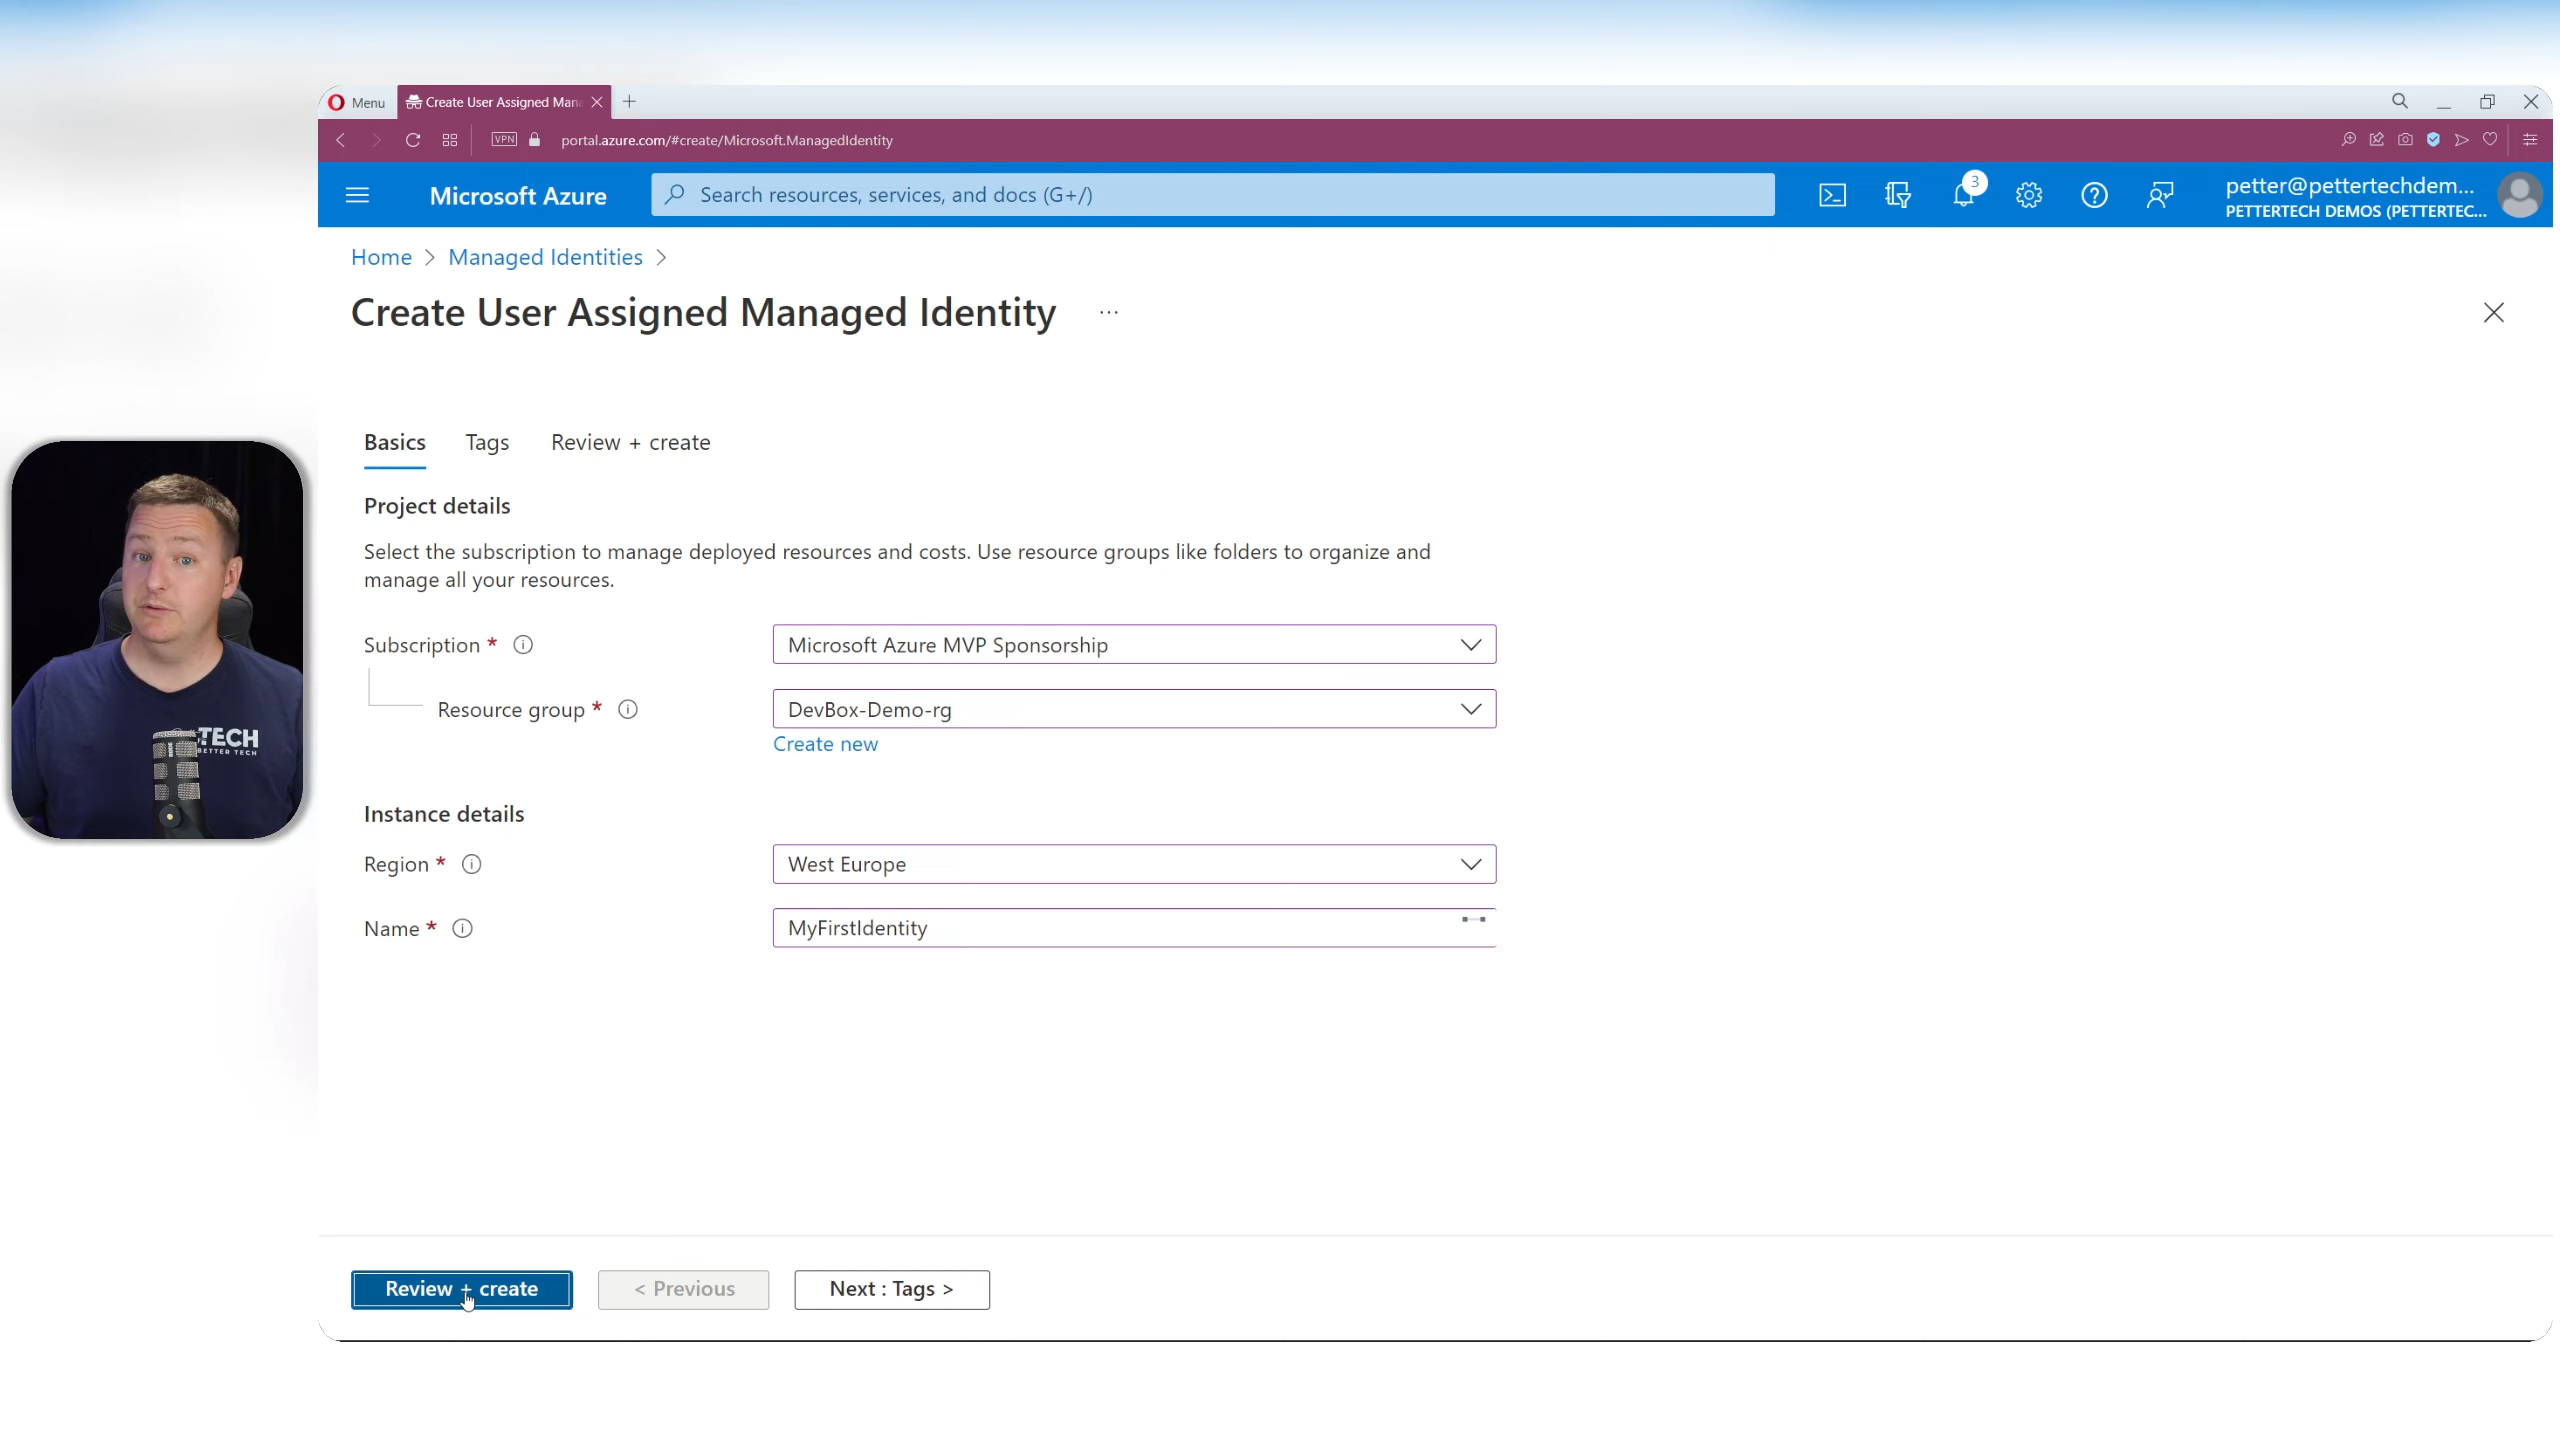 Menu
Create User Assigned Man
VPN
portal.azure.com/#create/Microsoft.ManagedIdentity
Microsoft Azure
Search resources, services, and docs (G+/)
3
petter@pettertechdem...
PETTERTECH DEMOS (PETTERTEC...
Home > Managed Identities >
Create User Assigned Managed Identity ...
Basics Tags Review + create
Project details
Select the subscription to manage deployed resources and costs. Use resource groups like folders to organize and
manage all your resources.
Subscription *
Microsoft Azure MVP Sponsorship
Resource group *
DevBox-Demo-rg
Create new
Instance details
Region *
West Europe
Name *
MyFirstIdentity
Review + create
< Previous
Next : Tags >
TECH
BETTER TECH